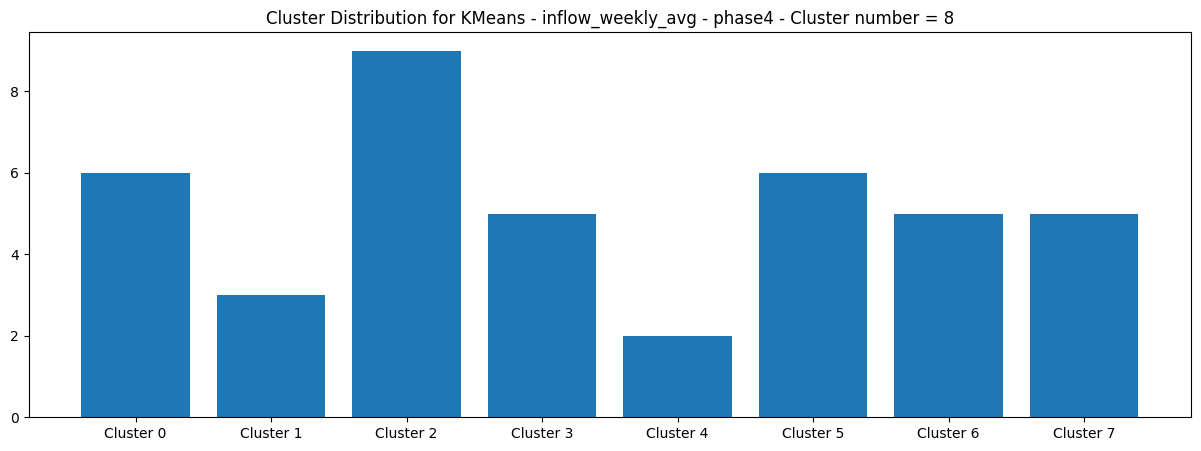 Cluster Distribution for KMeans - inflow_weekly_avg - phase4 - Cluster number = 8
8
6
4
2
0
Cluster 0 Cluster 1 Cluster 2 Cluster 3 Cluster 4 Cluster 5 Cluster 6 Cluster 7